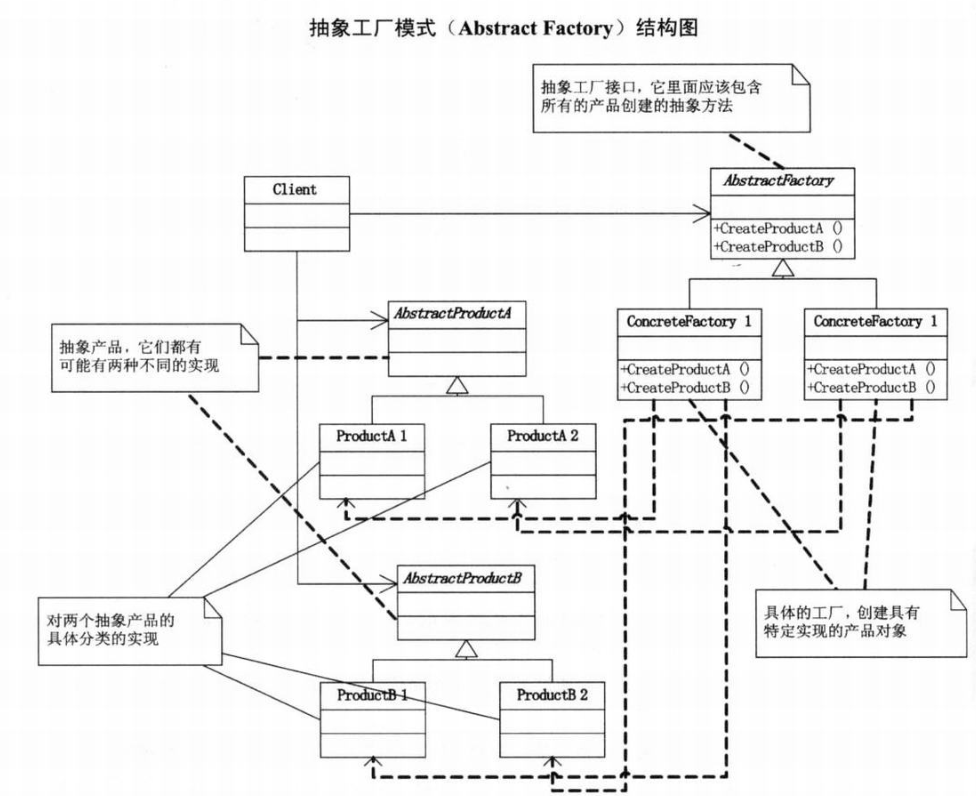 抽象工厂模式（Abstract Factory）结构图
抽象工厂接口，它里面应该包含
所有的产品创建的抽象方法
Client
AbstractFactory
+CreateProductA ()
+CreateProductB ()
AbstractProductA
ConcreteFactory 1
+CreateProductA ()
+CreateProductB ()
ConcreteFactory 1
+CreateProductA ()
+CreateProductB ()
抽象产品，它们都有
可能有两种不同的实现
ProductA 1
ProductA 2
AbstractProductB
对两个抽象产品的
具体分类的实现
具体的工厂，创建具有
特定实现的产品对象
ProductB 1
ProductB 2